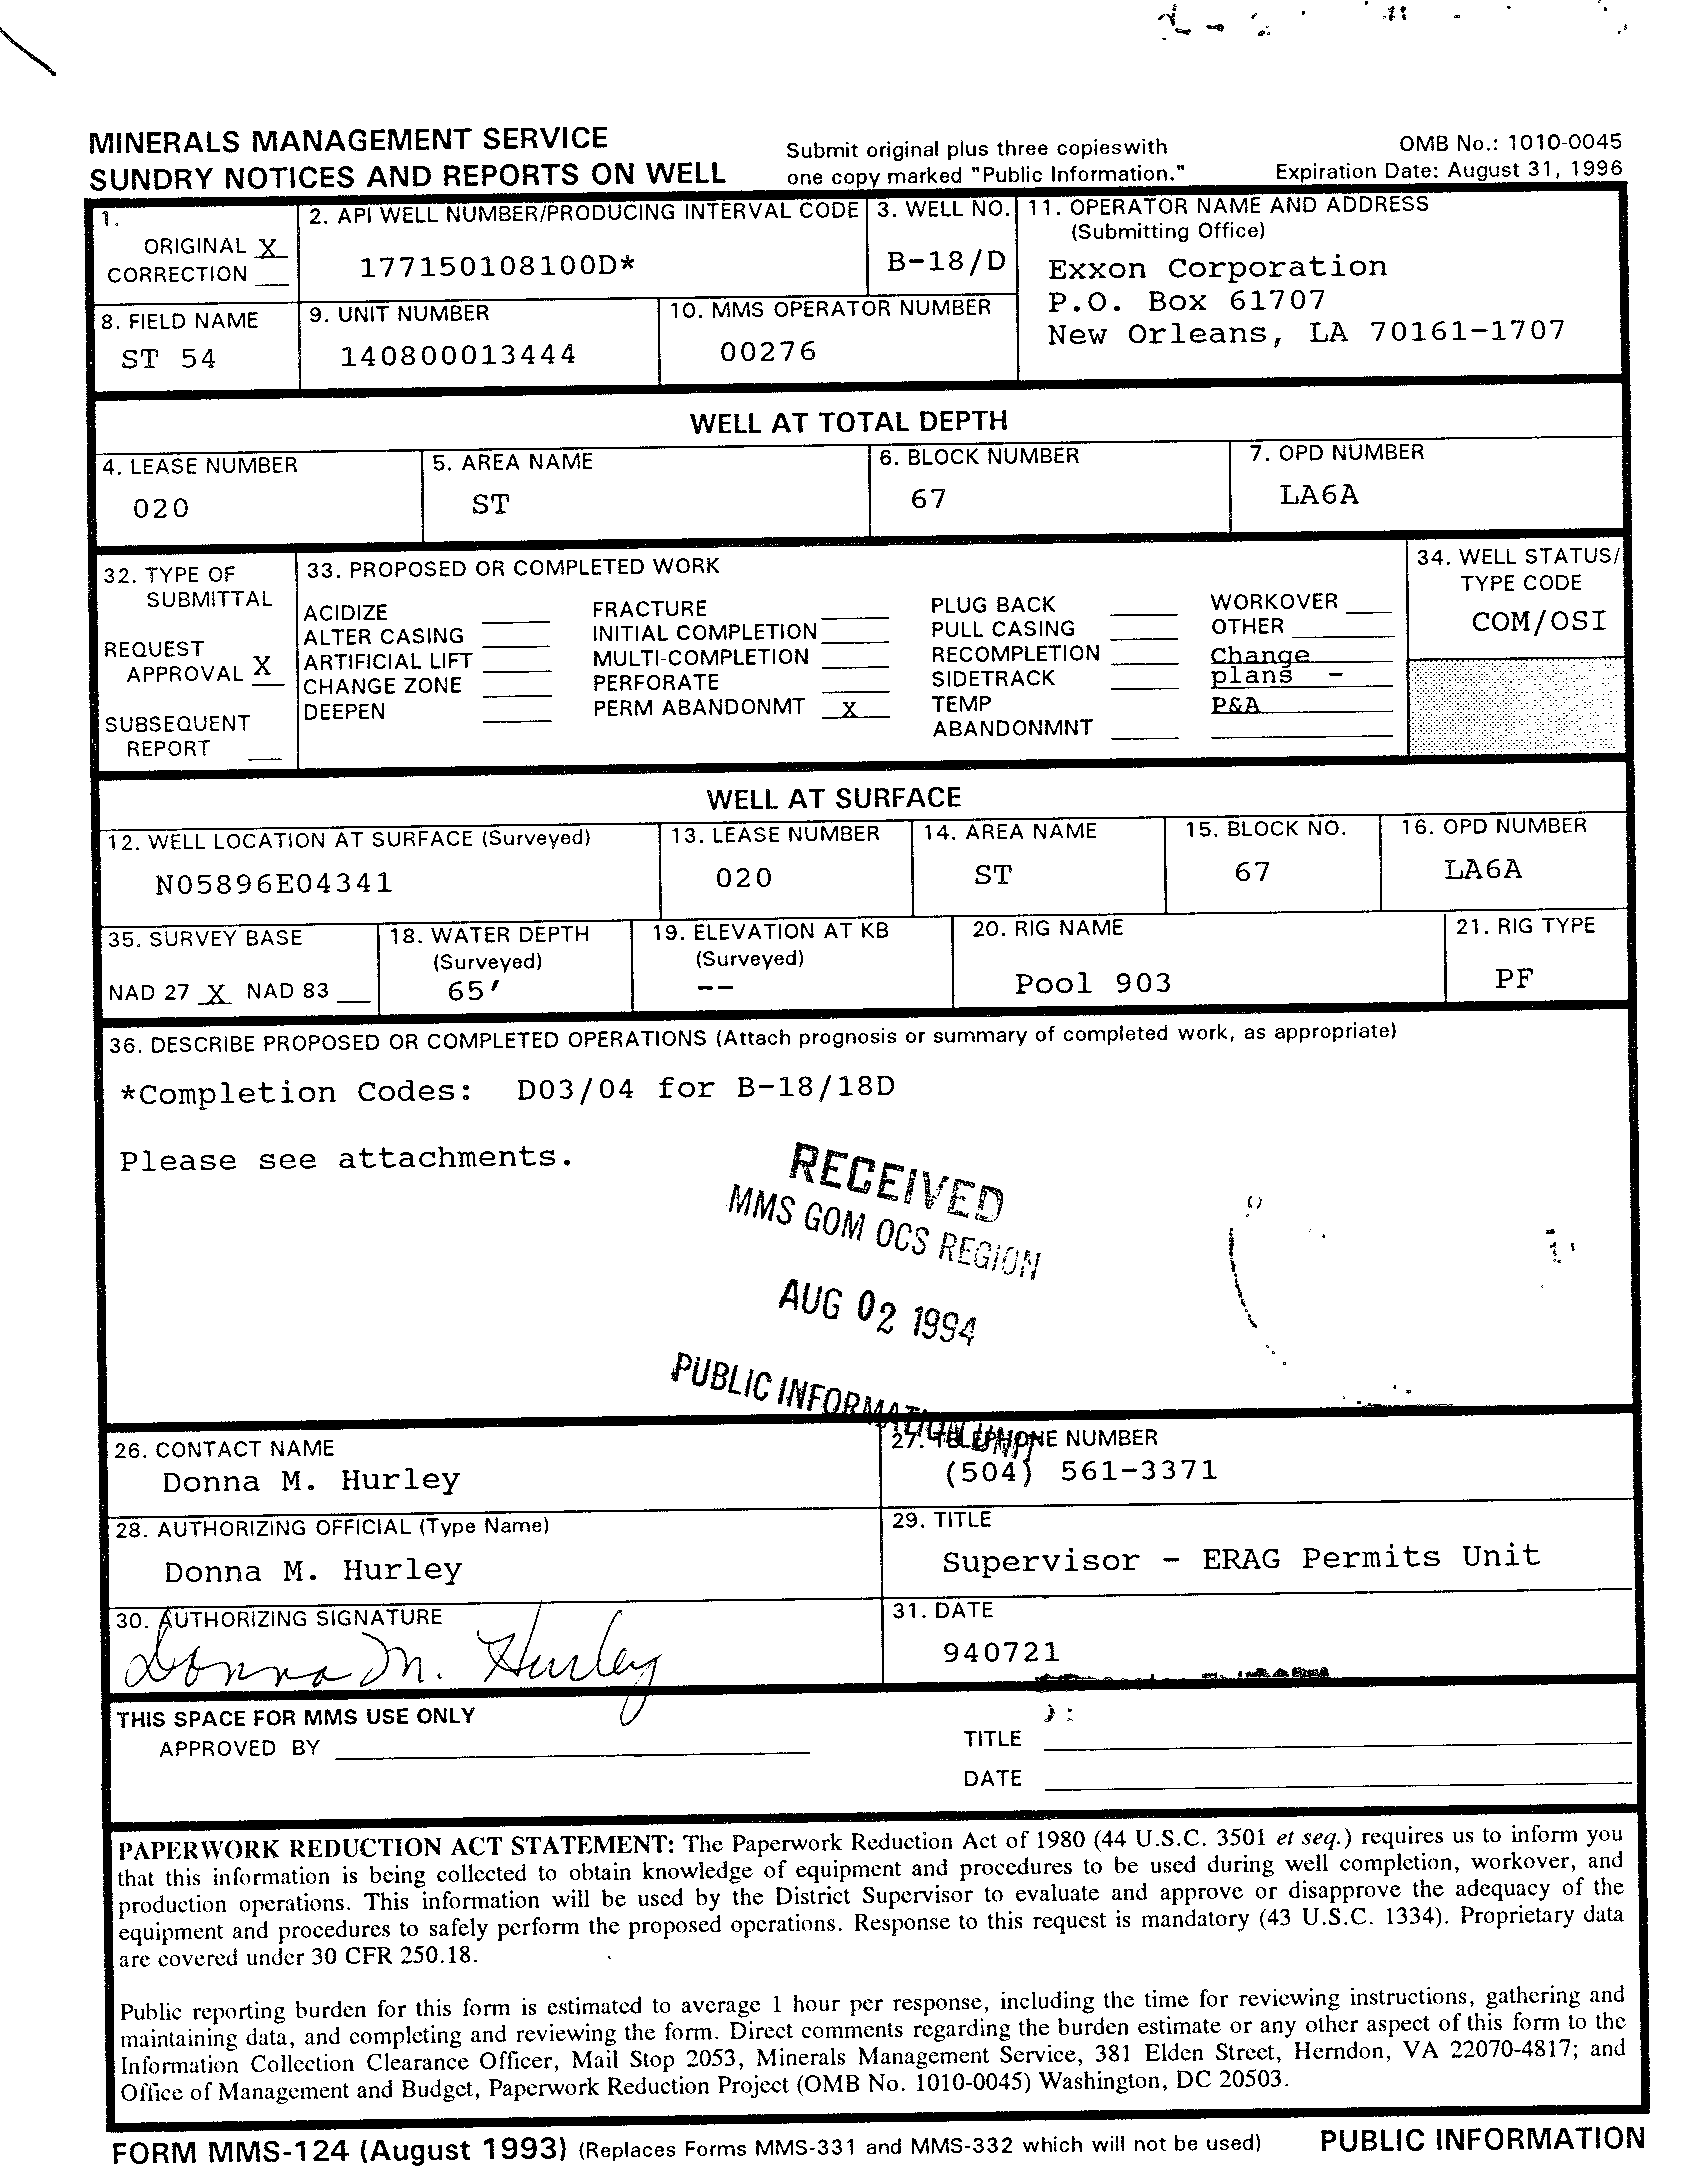 MINERALS MANAGEMENT SERVICE
SUNDRY NOTICES AND REPORTS ON WELL
Submit original plus three copieswith
one copy marked "Public Information."
OMB No.: 1010-0045
Expiration Date: August 31, 1996
1.
ORIGINAL X
CORRECTION
2. API WELL NUMBER/PRODUCING INTERVAL CODE
177150108100D*
3. WELL NO.
B-18/D
11. OPERATOR NAME AND ADDRESS
(Submitting Office)
Exxon Corporation
P.O. Box 61707
New Orleans, LA 70161-1707
8. FIELD NAME
ST 54
9. UNIT NUMBER
140800013444
10. MMS OPERATOR NUMBER
00276
WELL AT TOTAL DEPTH
4. LEASE NUMBER
020
5. AREA NAME
ST
6. BLOCK NUMBER
67
7. OPD NUMBER
LA6A
32. TYPE OF
SUBMITTAL
REQUEST
APPROVAL X
SUBSEQUENT
REPORT
33. PROPOSED OR COMPLETED WORK
ACIDIZE
ALTER CASING
ARTIFICIAL LIFT
CHANGE ZONE
DEEPEN
FRACTURE
INITIAL COMPLETION
MULTI-COMPLETION
PERFORATE
PERM ABANDONMT X
PLUG BACK
PULL CASING
RECOMPLETION
SIDETRACK
TEMP
ABANDONMNT
WORKOVER
OTHER
Change
plans -
P&A
34. WELL STATUS/
TYPE CODE
COM/OSI
WELL AT SURFACE
12. WELL LOCATION AT SURFACE (Surveyed)
N05896E04341
13. LEASE NUMBER
020
14. AREA NAME
ST
15. BLOCK NO.
67
16. OPD NUMBER
LA6A
35. SURVEY BASE
NAD 27 X NAD 83
18. WATER DEPTH
(Surveyed)
65'
19. ELEVATION AT KB
(Surveyed)
--
20. RIG NAME
Pool 903
21. RIG TYPE
PF
36. DESCRIBE PROPOSED OR COMPLETED OPERATIONS (Attach prognosis or summary of completed work, as appropriate)
*Completion Codes: D03/04 for B-18/18D
Please see attachments.
RECEIVED
MMS GOM OCS REGION
AUG 02 1994
PUBLIC INFORMATION UNIT
26. CONTACT NAME
Donna M. Hurley
27. TELEPHONE NUMBER
(504) 561-3371
28. AUTHORIZING OFFICIAL (Type Name)
Donna M. Hurley
29. TITLE
Supervisor - ERAG Permits Unit
30. AUTHORIZING SIGNATURE
Donna M. Hurley
31. DATE
940721
THIS SPACE FOR MMS USE ONLY
APPROVED BY
TITLE
DATE
PAPERWORK REDUCTION ACT STATEMENT: The Paperwork Reduction Act of 1980 (44 U.S.C. 3501 et seq.) requires us to inform you
that this information is being collected to obtain knowledge of equipment and procedures to be used during well completion, workover, and
production operations. This information will be used by the District Supervisor to evaluate and approve or disapprove the adequacy of the
equipment and procedures to safely perform the proposed operations. Response to this request is mandatory (43 U.S.C. 1334). Proprietary data
are covered under 30 CFR 250.18.
Public reporting burden for this form is estimated to average 1 hour per response, including the time for reviewing instructions, gathering and
maintaining data, and completing and reviewing the form. Direct comments regarding the burden estimate or any other aspect of this form to the
Information Collection Clearance Officer, Mail Stop 2053, Minerals Management Service, 381 Elden Street, Herndon, VA 22070-4817; and
Office of Management and Budget, Paperwork Reduction Project (OMB No. 1010-0045) Washington, DC 20503.
FORM MMS-124 (August 1993) (Replaces Forms MMS-331 and MMS-332 which will not be used)
PUBLIC INFORMATION